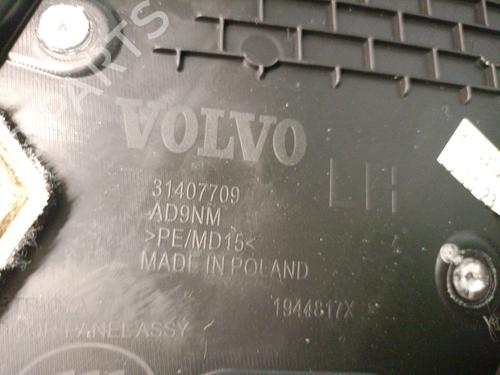 VOLVO
LH
31407709
AD9NM
>PE/MD15<
MADE IN POLAND
1944817X
DOOR PANEL ASSY